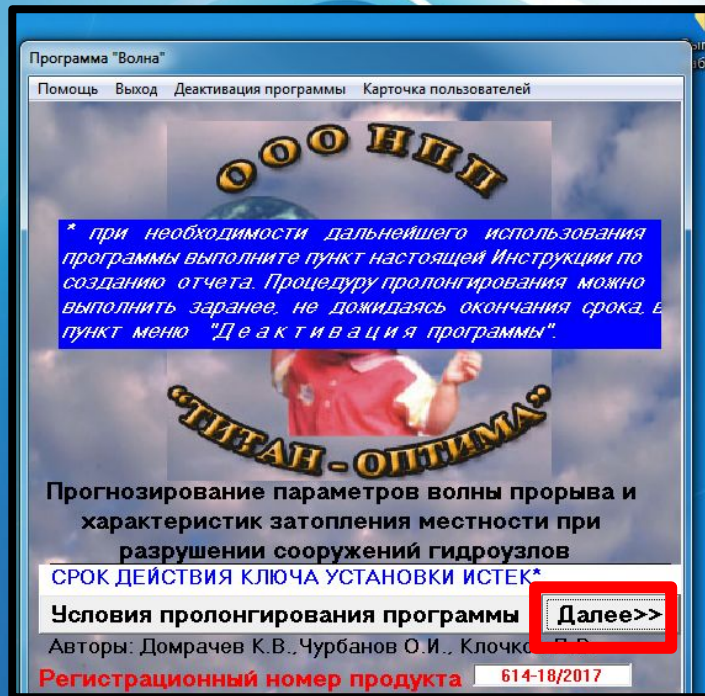 Программа "Волна"
Помощь Выход Деактивация программы Карточка пользователей
ООО НПП
* при необходимости дальнейшего использования
программы выполните пункт настоящей Инструкции по
созданию отчета. Процедуру пролонгирования можно
выполнить заранее, не дожидаясь окончания срока, в
пункт меню "Д е а к т и в а ц и я программы".
"ТИТАН - ОПТИМА"
Прогнозирование параметров волны прорыва и
характеристик затопления местности при
разрушении сооружений гидроузлов
СРОК ДЕЙСТВИЯ КЛЮЧА УСТАНОВКИ ИСТЕК*
Условия пролонгирования программы Далее>>
Авторы: Домрачев К.В.,Чурбанов О.И.,
Регистрационный номер продукта 614-18/2017